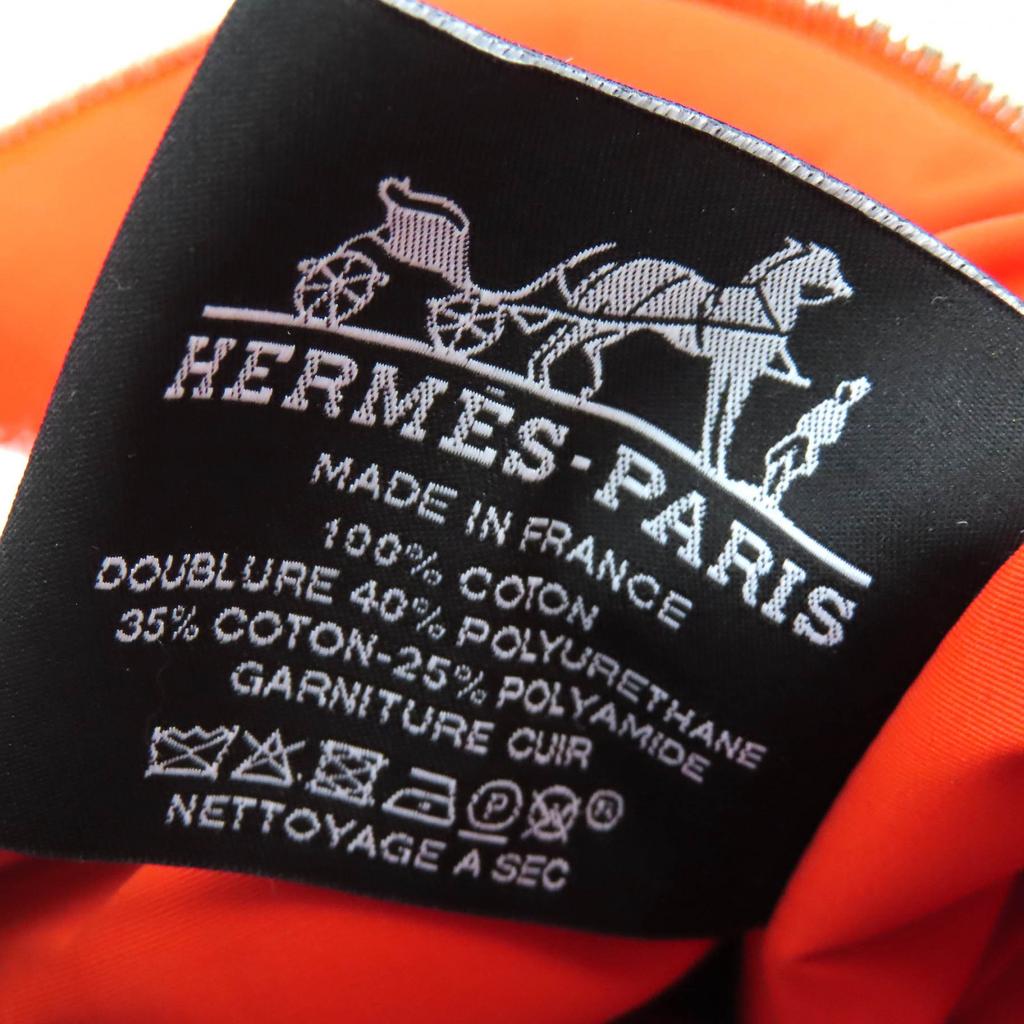 HERMÈS-PARIS
MADE IN FRANCE
100% COTON
DOUBLURE 40% POLYURETHANE
35% COTON-25% POLYAMIDE
GARNITURE CUIR
P W ®
NETTOYAGE A SEC